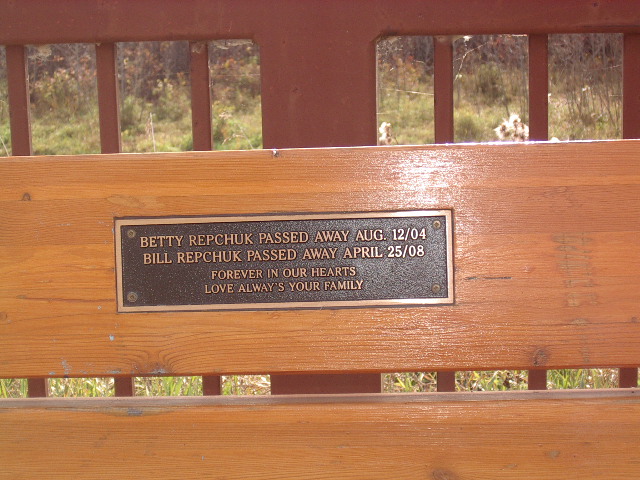 BETTY REPCHUK PASSED AWAY AUG. 12/04
BILL REPCHUK PASSED AWAY APRIL 25/08
FOREVER IN OUR HEARTS
LOVE ALWAY'S YOUR FAMILY